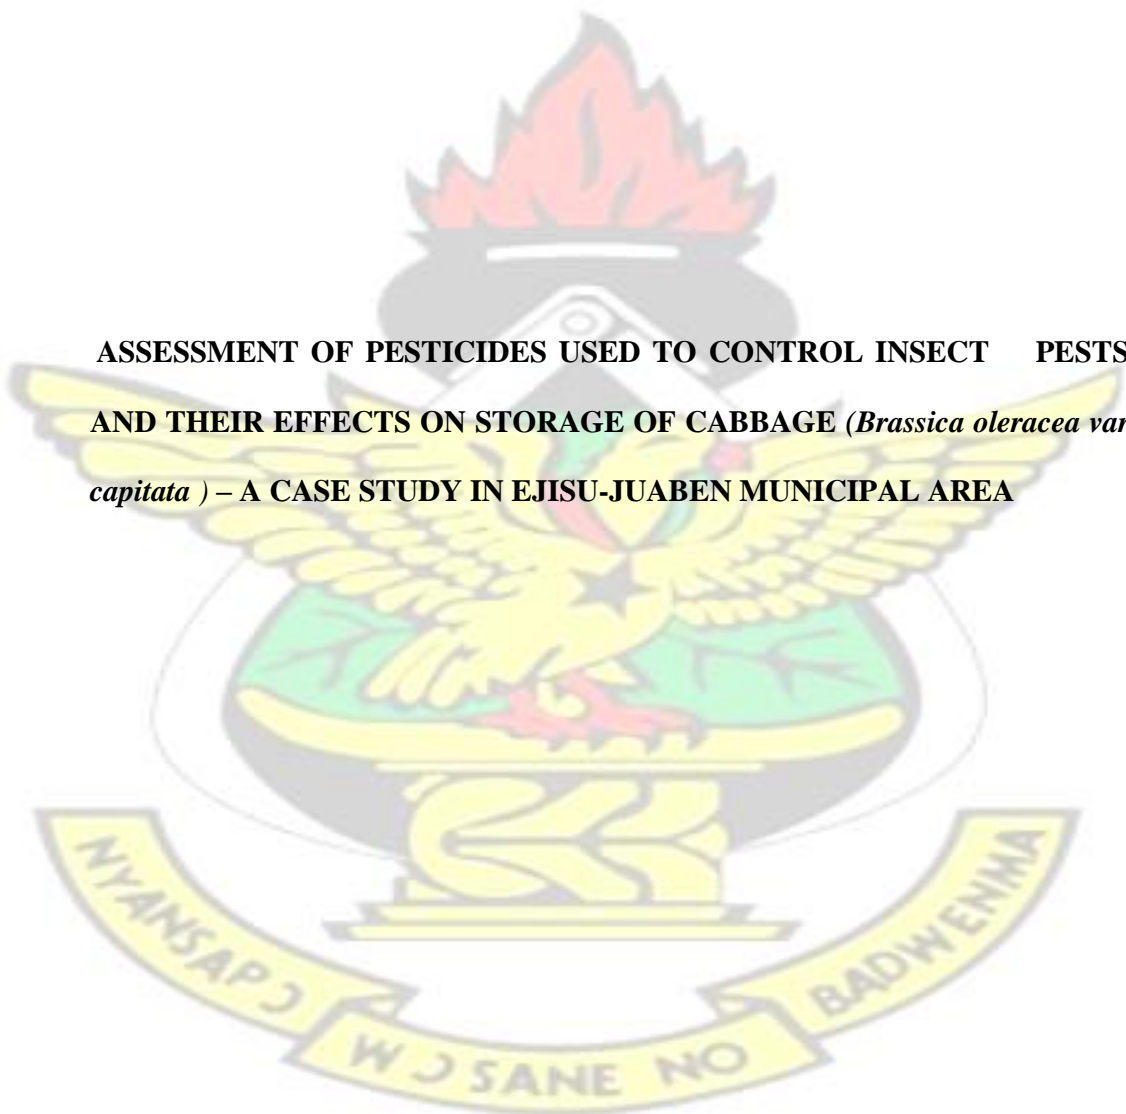 ASSESSMENT OF PESTICIDES USED TO CONTROL INSECT PESTS
AND THEIR EFFECTS ON STORAGE OF CABBAGE (Brassica oleracea var
capitata ) – A CASE STUDY IN EJISU-JUABEN MUNICIPAL AREA
NYANSAPƆ
WƆSANE NO
BADWENMA